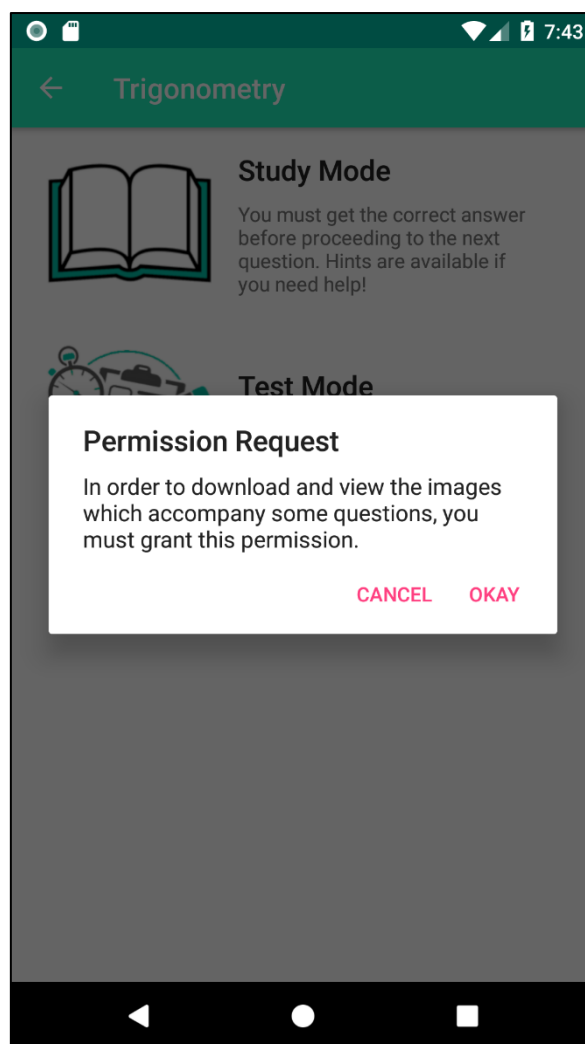 7:43
Trigonometry
Study Mode
You must get the correct answer
before proceeding to the next
question. Hints are available if
you need help!
Test Mode
Permission Request
In order to download and view the images
which accompany some questions, you
must grant this permission.
CANCEL OKAY